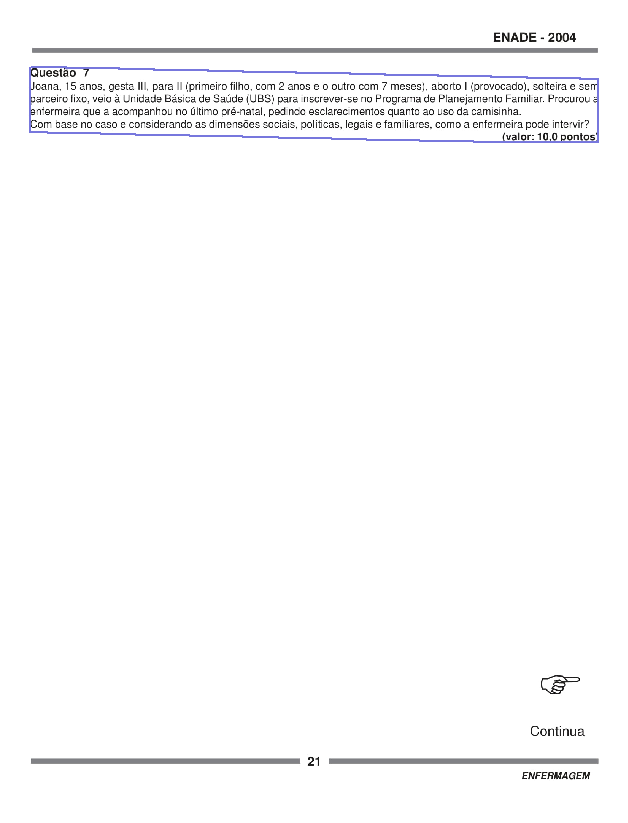 ENADE - 2004
Questão 7
Joana, 15 anos, gesta III, para II (primeiro filho, com 2 anos e o outro com 7 meses), aborto I (provocado), solteira e sem
parceiro fixo, veio à Unidade Básica de Saúde (UBS) para inscrever-se no Programa de Planejamento Familiar. Procurou a
enfermeira que a acompanhou no último pré-natal, pedindo esclarecimentos quanto ao uso da camisinha.
Com base no caso e considerando as dimensões sociais, políticas, legais e familiares, como a enfermeira pode intervir?
(valor: 10,0 pontos)
Continua
21
ENFERMAGEM